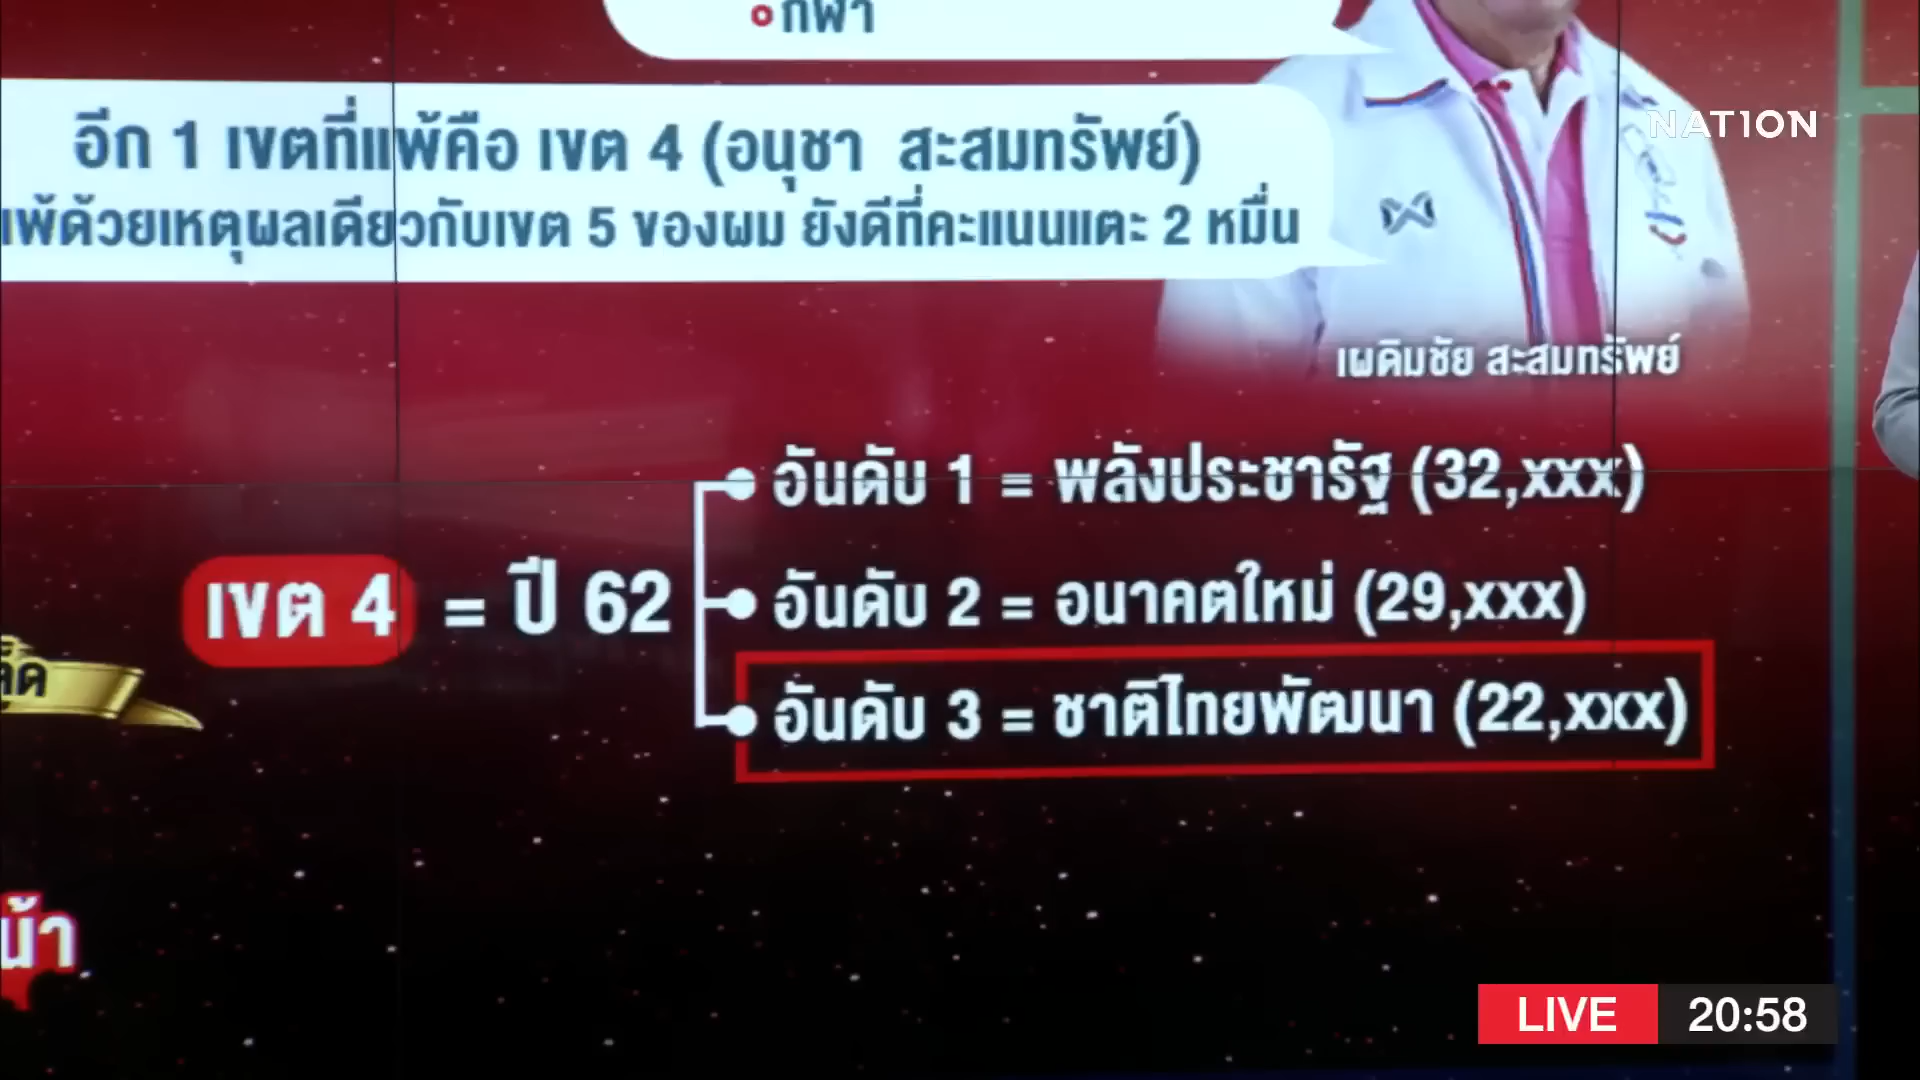 กีฬา
NATION
อีก 1 เขตที่แพ้คือ เขต 4 (อนุชา สะสมทรัพย์)
แพ้ด้วยเหตุผลเดียวกับเขต 5 ของผม ยังดีที่คะแนนแตะ 2 หมื่น
เผดิมชัย สะสมทรัพย์
อันดับ 1 = พลังประชารัฐ (32,xxx)
เขต 4 = ปี 62
อันดับ 2 = อนาคตใหม่ (29,xxx)
อันดับ 3 = ชาติไทยพัฒนา (22,xxx)
LIVE 20:58